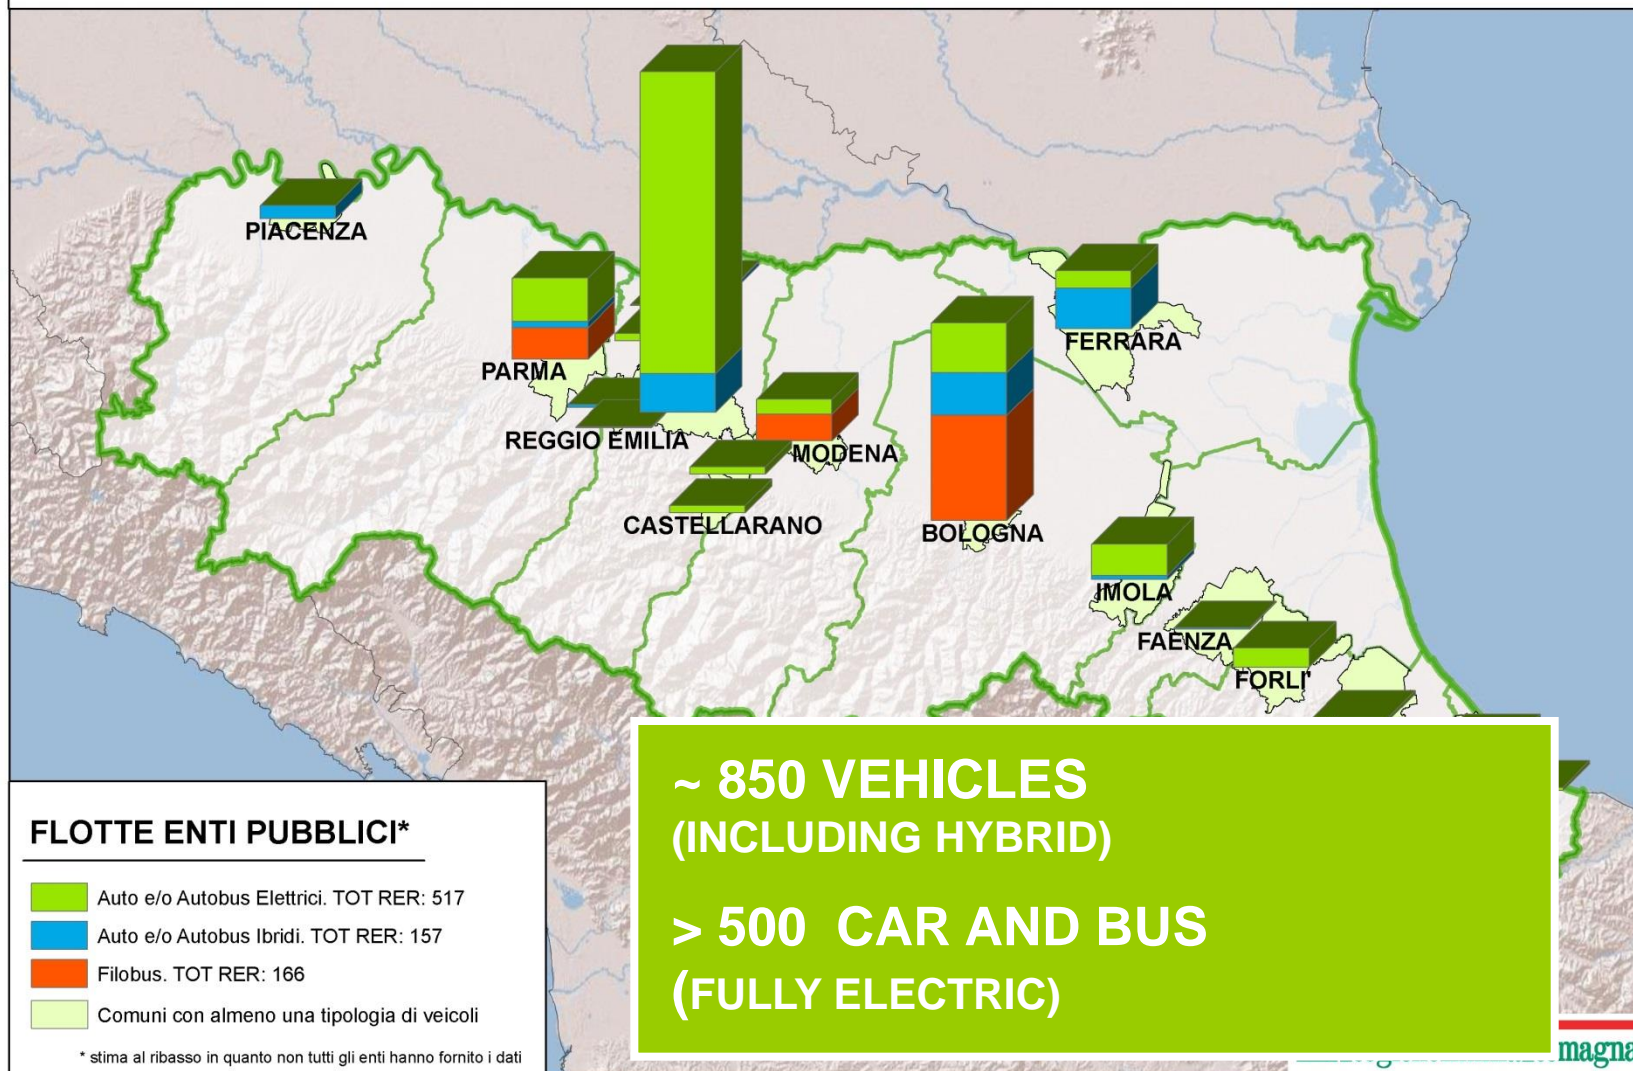 PIACENZA
PARMA
FERRARA
REGGIO EMILIA
MODENA
CASTELLARANO
BOLOGNA
IMOLA
FAENZA
FORLI'
~ 850 VEHICLES
(INCLUDING HYBRID)
> 500 CAR AND BUS
(FULLY ELECTRIC)
FLOTTE ENTI PUBBLICI*
Auto e/o Autobus Elettrici. TOT RER: 517
Auto e/o Autobus Ibridi. TOT RER: 157
Filobus. TOT RER: 166
Comuni con almeno una tipologia di veicoli
* stima al ribasso in quanto non tutti gli enti hanno fornito i dati
magna